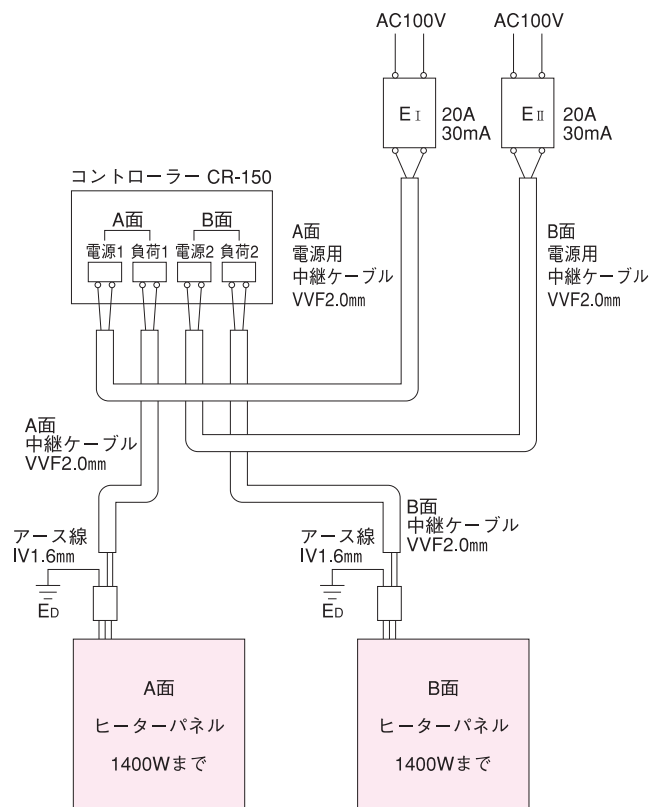 AC100V
AC100V
EⅠ
20A
30mA
EⅡ
20A
30mA
コントローラー CR-150
A面
B面
電源1
負荷1
電源2
負荷2
A面
電源用
中継ケーブル
VVF2.0mm
B面
電源用
中継ケーブル
VVF2.0mm
A面
中継ケーブル
VVF2.0mm
B面
中継ケーブル
VVF2.0mm
アース線
IV1.6mm
ED
アース線
IV1.6mm
ED
A面
ヒーターパネル
1400Wまで
B面
ヒーターパネル
1400Wまで